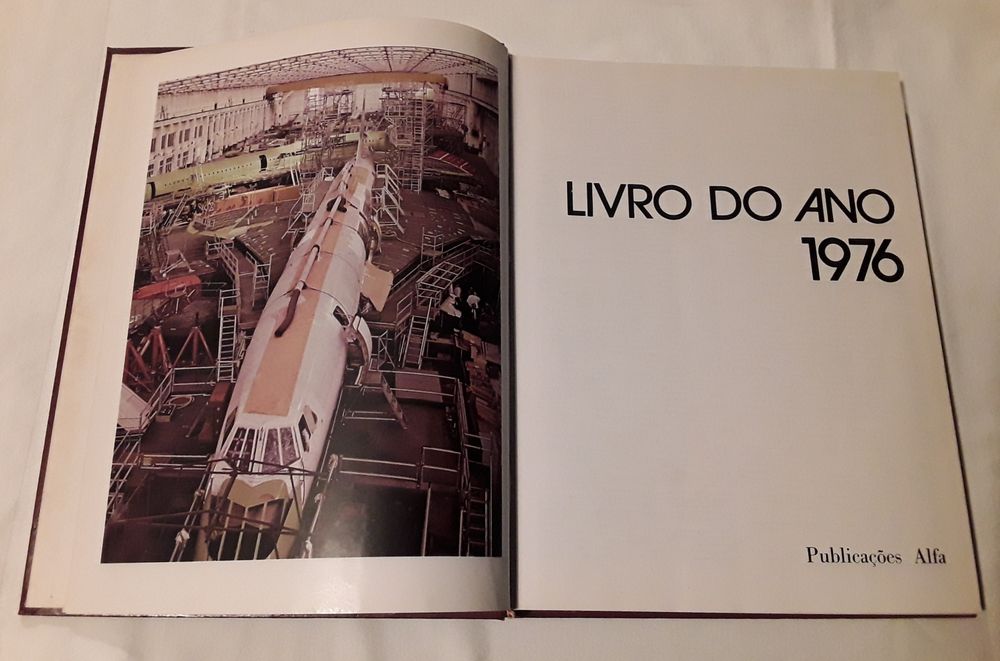 LIVRO DO ANO
1976
Publicações Alfa